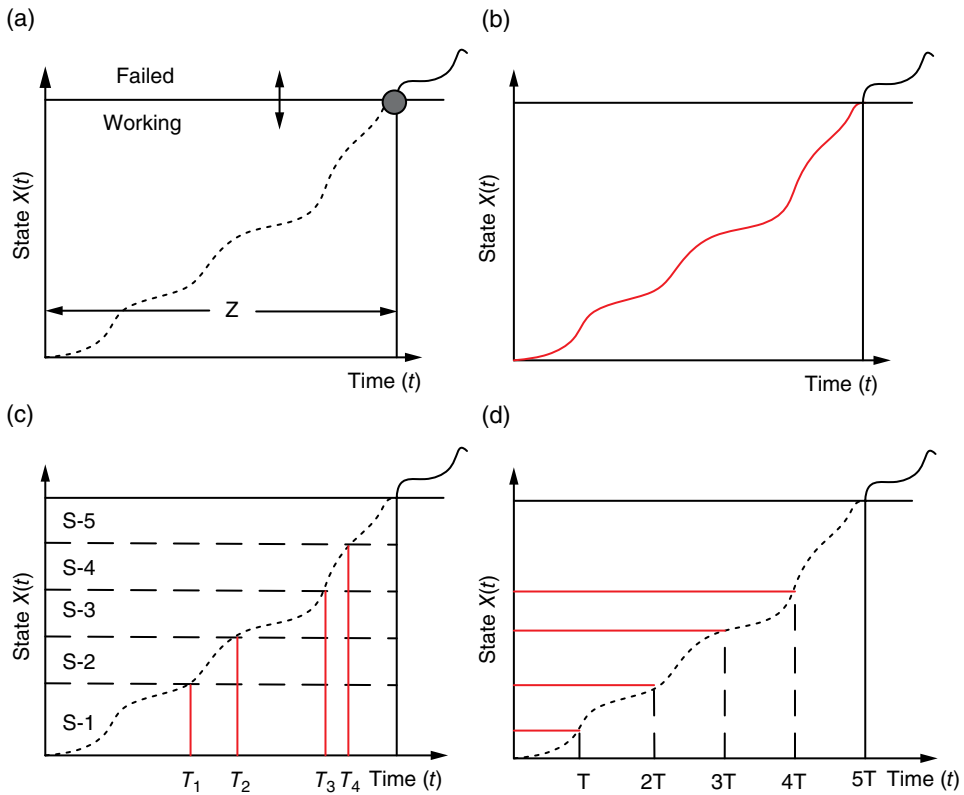 (a)
Failed
Working
State X(t)
Z
Time (t)
(b)
State X(t)
Time (t)
(c)
S-5
S-4
S-3
S-2
S-1
State X(t)
T1 T2 T3 T4 Time (t)
(d)
State X(t)
T 2T 3T 4T 5T Time (t)